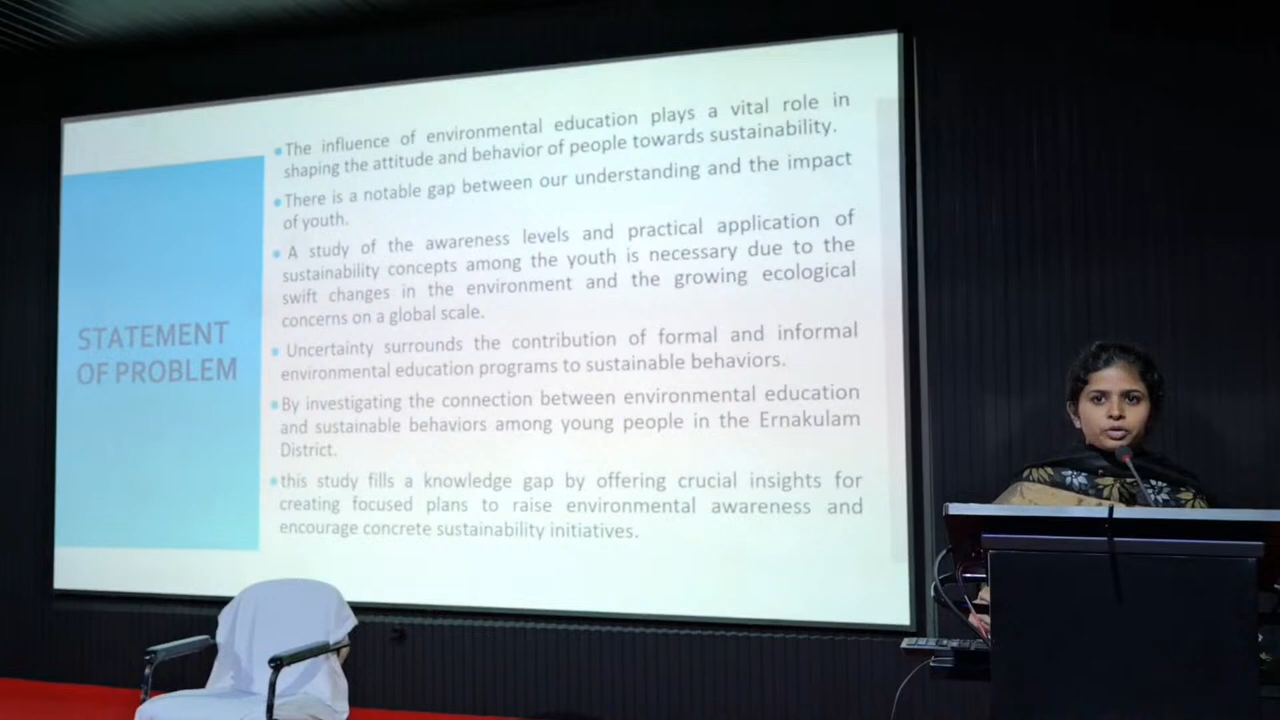 STATEMENT
OF PROBLEM
The influence of environmental education plays a vital role in
shaping the attitude and behavior of people towards sustainability.
There is a notable gap between our understanding and the impact
of youth.
A study of the awareness levels and practical application of
sustainability concepts among the youth is necessary due to the
swift changes in the environment and the growing ecological
concerns on a global scale.
Uncertainty surrounds the contribution of formal and informal
environmental education programs to sustainable behaviors.
By investigating the connection between environmental education
and sustainable behaviors among young people in the Ernakulam
District.
this study fills a knowledge gap by offering crucial insights for
creating focused plans to raise environmental awareness and
encourage concrete sustainability initiatives.